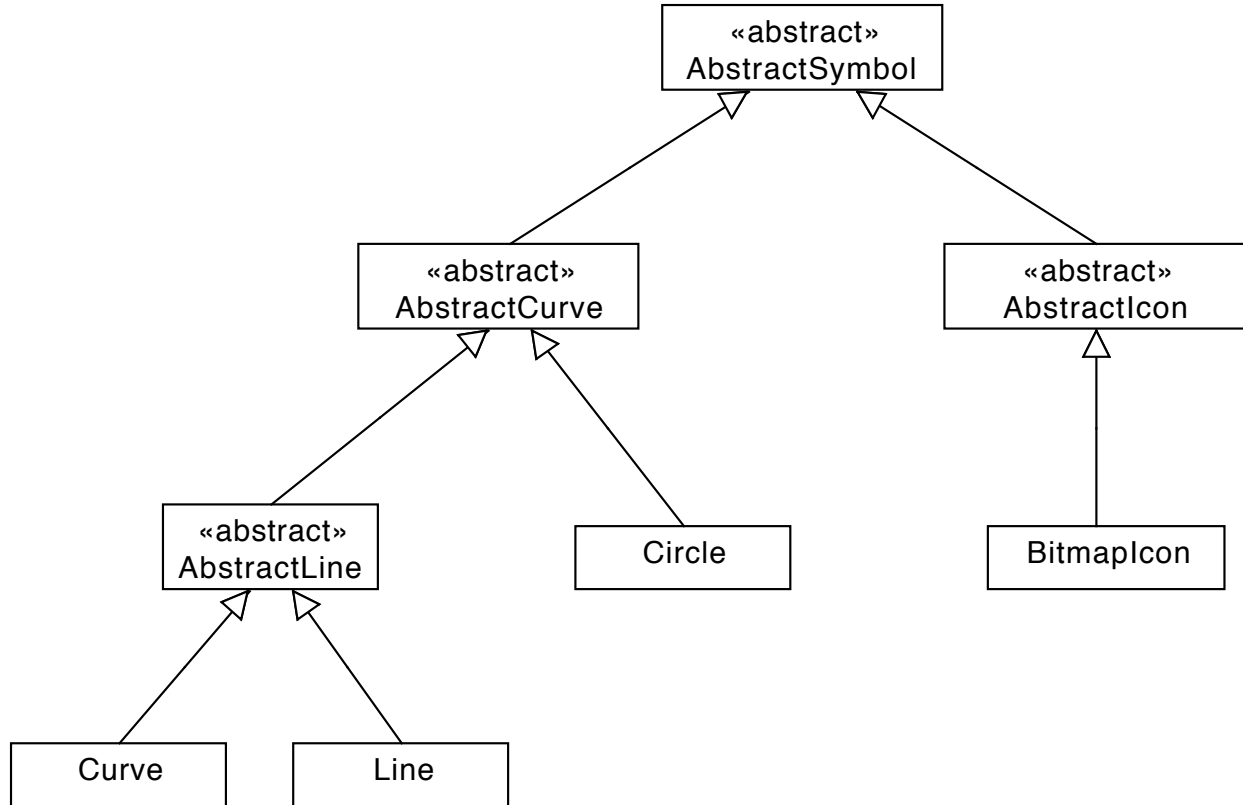 «abstract»
AbstractSymbol
«abstract»
AbstractCurve
«abstract»
AbstractIcon
«abstract»
AbstractLine
Circle
BitmapIcon
Curve
Line